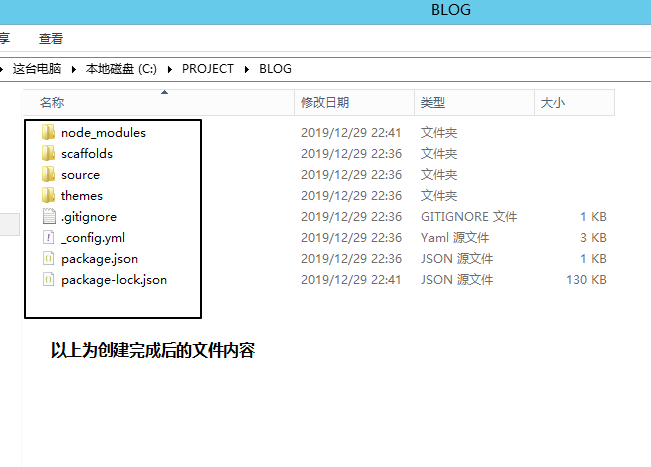 BLOG
享 查看
这台电脑 本地磁盘 (C:) PROJECT BLOG
名称 修改日期 类型 大小
node_modules 2019/12/29 22:41 文件夹
scaffolds 2019/12/29 22:36 文件夹
source 2019/12/29 22:36 文件夹
themes 2019/12/29 22:36 文件夹
.gitignore 2019/12/29 22:36 GITIGNORE 文件 1 KB
_config.yml 2019/12/29 22:36 Yaml 源文件 3 KB
package.json 2019/12/29 22:36 JSON 源文件 1 KB
package-lock.json 2019/12/29 22:41 JSON 源文件 130 KB
以上为创建完成后的文件内容